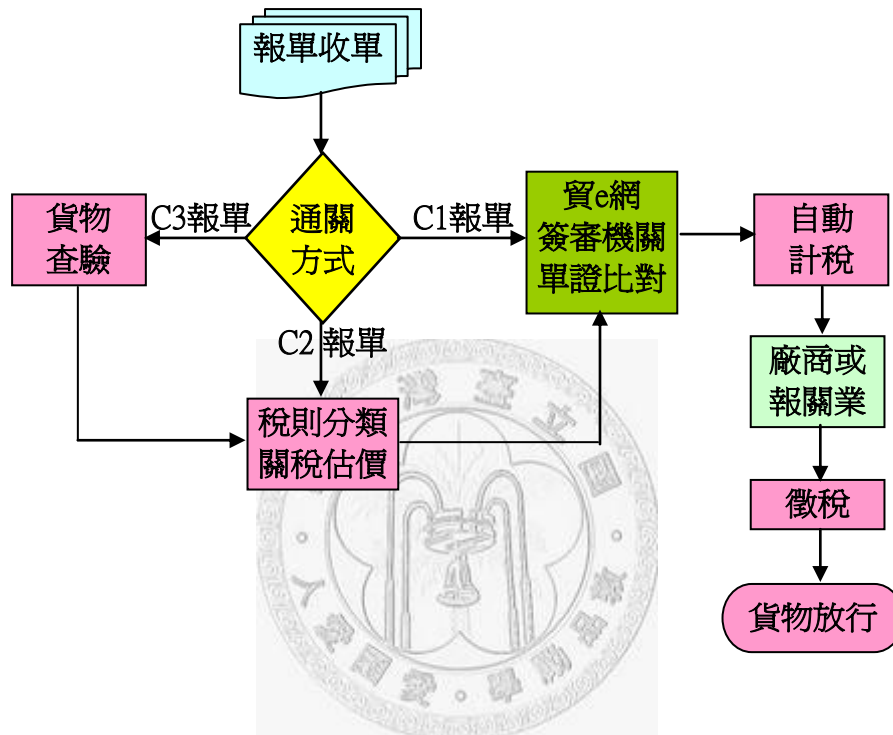 報單收單
通關
方式
C3報單
C1報單
C2 報單
貨物
查驗
稅則分類
關稅估價
貿e網
簽審機關
單證比對
自動
計稅
廠商或
報關業
徵稅
貨物放行